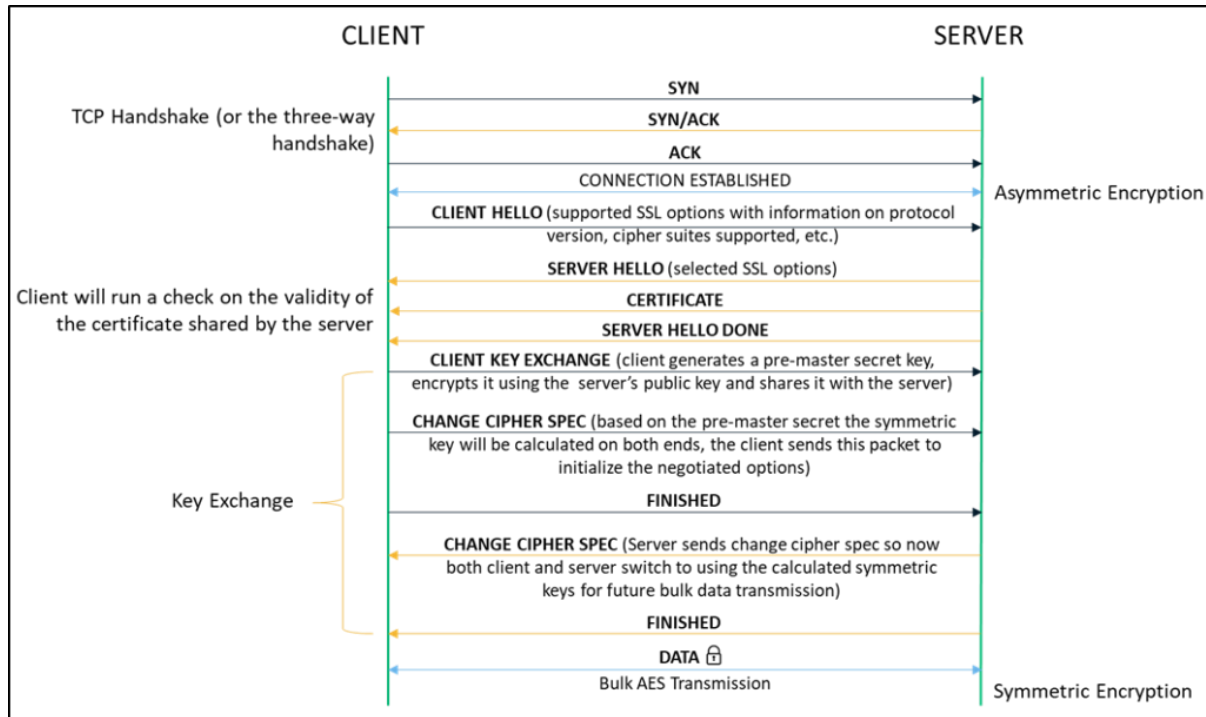 CLIENT
SERVER
SYN
TCP Handshake (or the three-way
handshake)
SYN/ACK
ACK
CONNECTION ESTABLISHED
Asymmetric Encryption
CLIENT HELLO (supported SSL options with information on protocol
version, cipher suites supported, etc.)
SERVER HELLO (selected SSL options)
Client will run a check on the validity of
the certificate shared by the server
CERTIFICATE
SERVER HELLO DONE
CLIENT KEY EXCHANGE (client generates a pre-master secret key,
encrypts it using the server's public key and shares it with the server)
CHANGE CIPHER SPEC (based on the pre-master secret the symmetric
key will be calculated on both ends, the client sends this packet to
initialize the negotiated options)
Key Exchange
FINISHED
CHANGE CIPHER SPEC (Server sends change cipher spec so now
both client and server switch to using the calculated symmetric
keys for future bulk data transmission)
FINISHED
DATA
Bulk AES Transmission
Symmetric Encryption